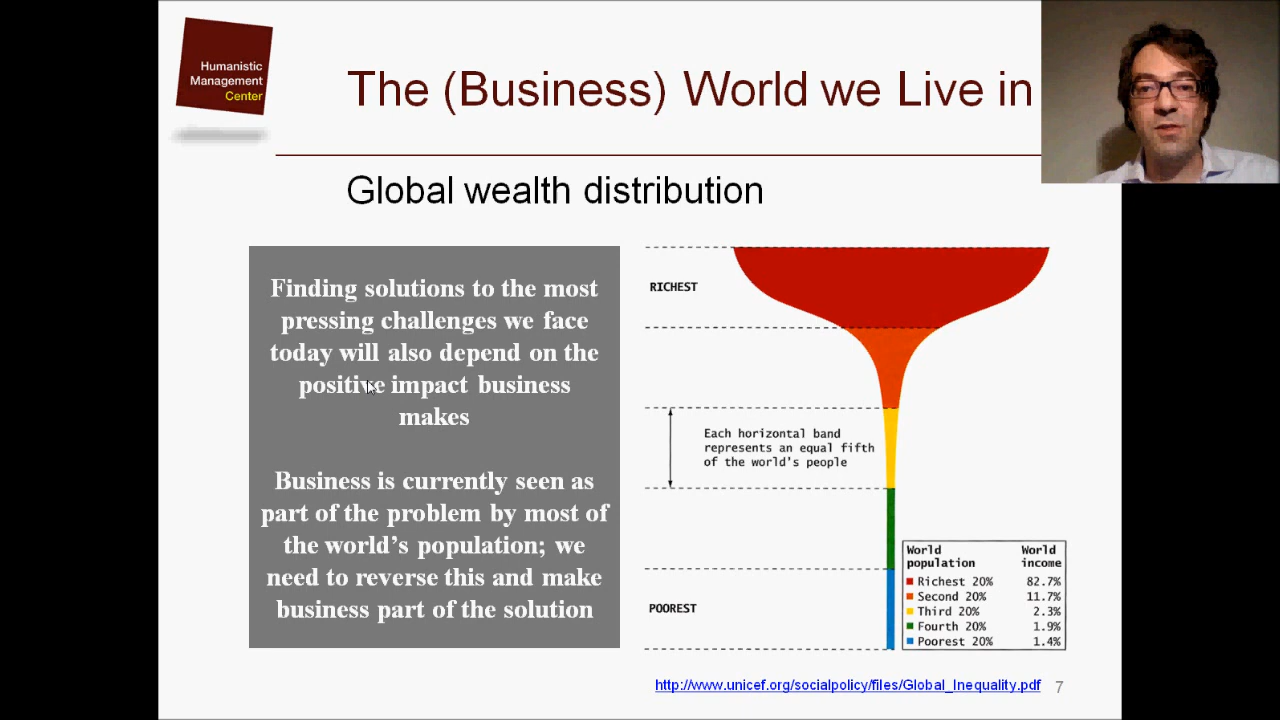 Humanistic
Management
Center
The (Business) World we Live in
Global wealth distribution
Finding solutions to the most
pressing challenges we face
today will also depend on the
positive impact business
makes
Business is currently seen as
part of the problem by most of
the world's population; we
need to reverse this and make
business part of the solution
RICHEST
Each horizontal band
represents an equal fifth
of the world's people
POOREST
World population World income
Richest 20% 82.7%
Second 20% 11.7%
Third 20% 2.3%
Fourth 20% 1.9%
Poorest 20% 1.4%
http://www.unicef.org/socialpolicy/files/Global_Inequality.pdf 7